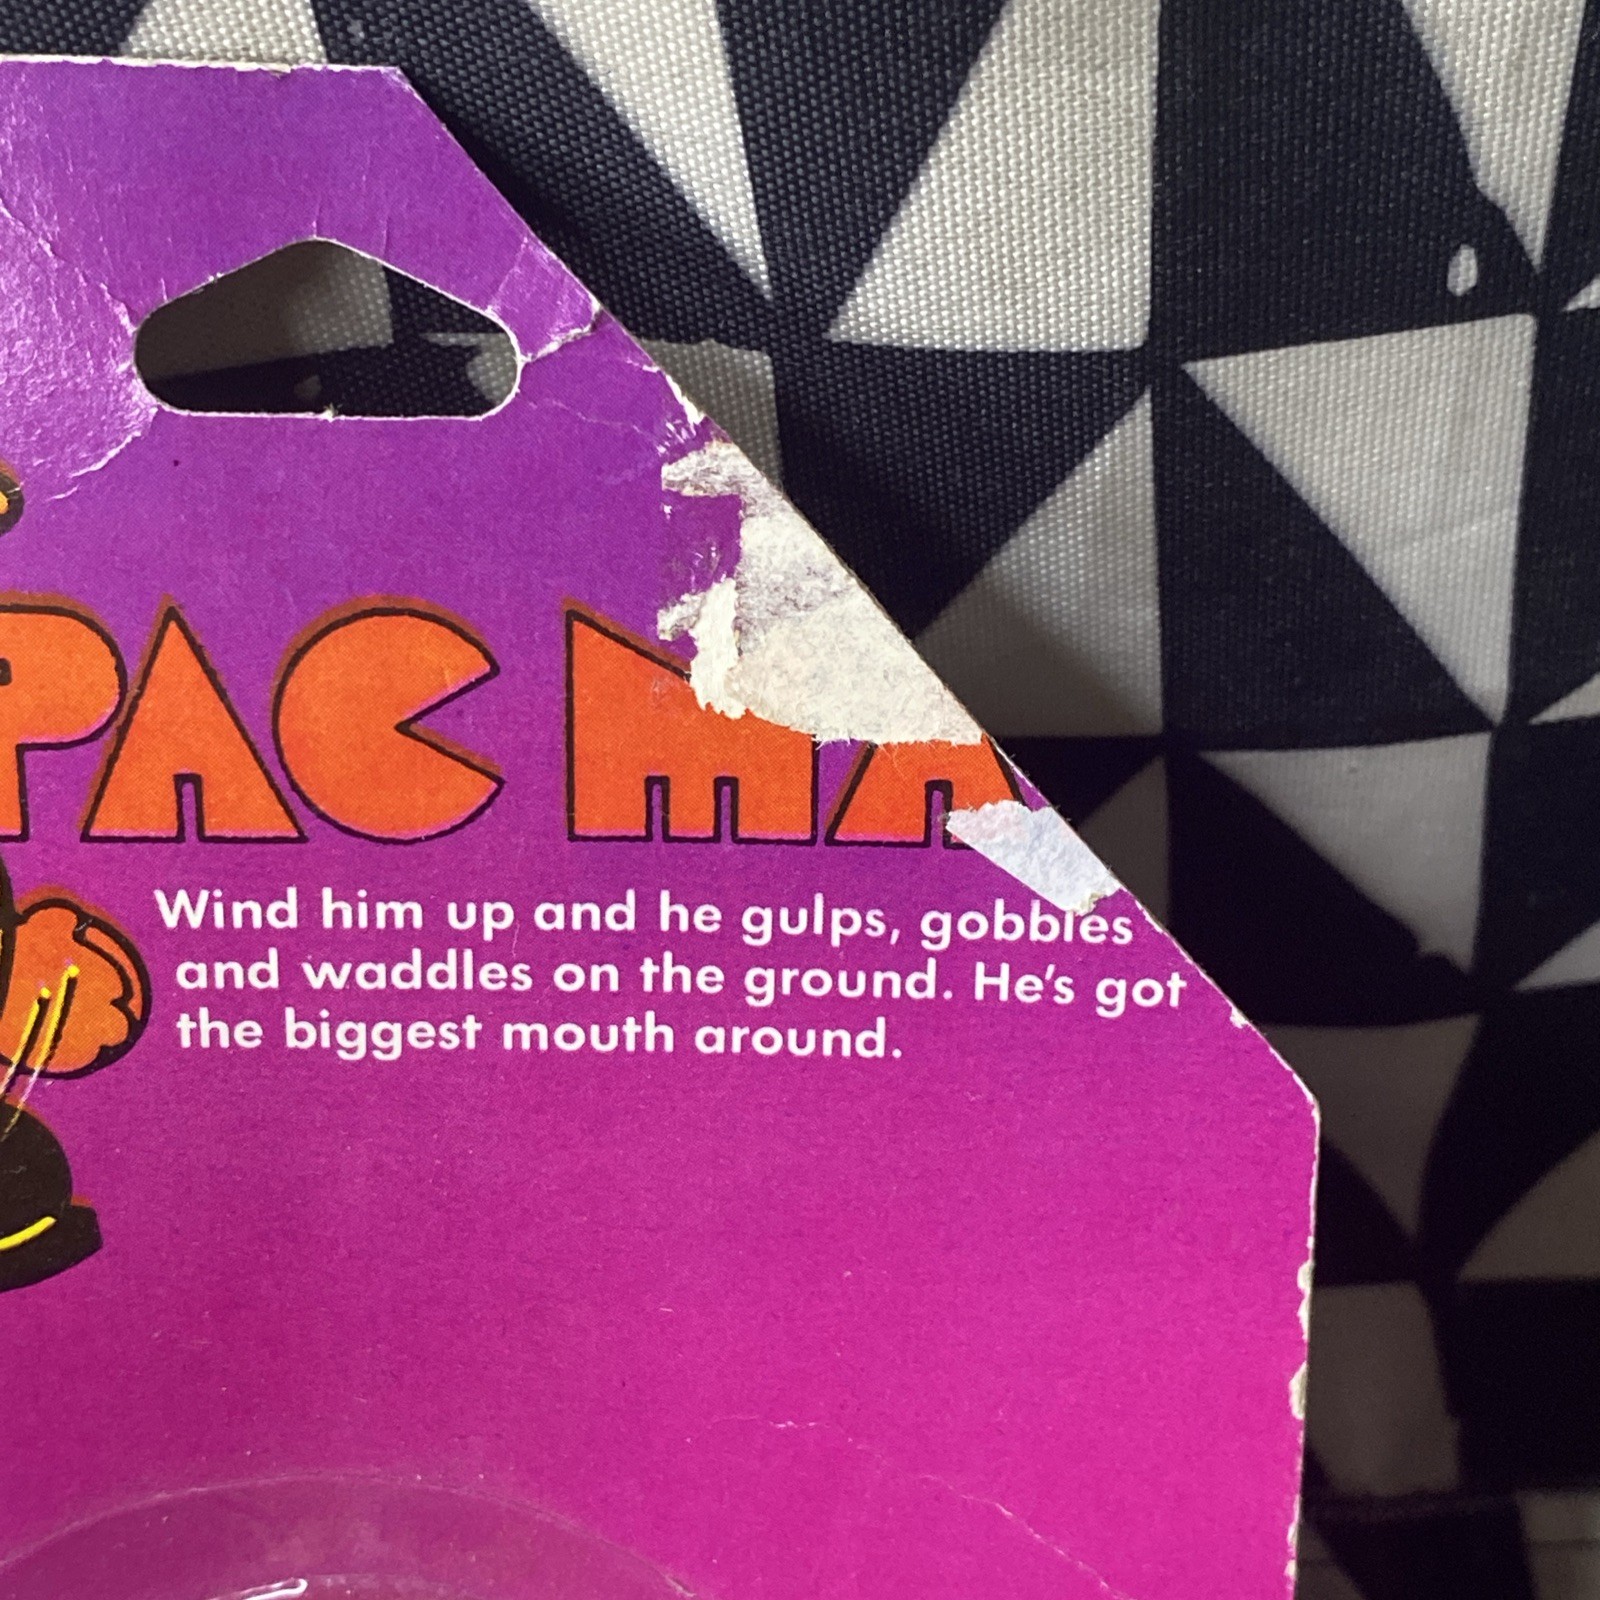 PAC MA
Wind him up and he gulps, gobbles
and waddles on the ground. He's got
the biggest mouth around.